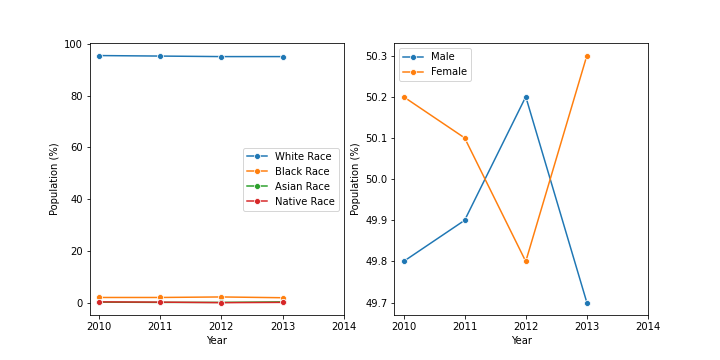 100
80
60
40
20
0
Population (%)
2010 2011 2012 2013 2014
Year
White Race
Black Race
Asian Race
Native Race
50.3
50.2
50.1
50.0
49.9
49.8
49.7
Population (%)
2010 2011 2012 2013 2014
Year
Male
Female